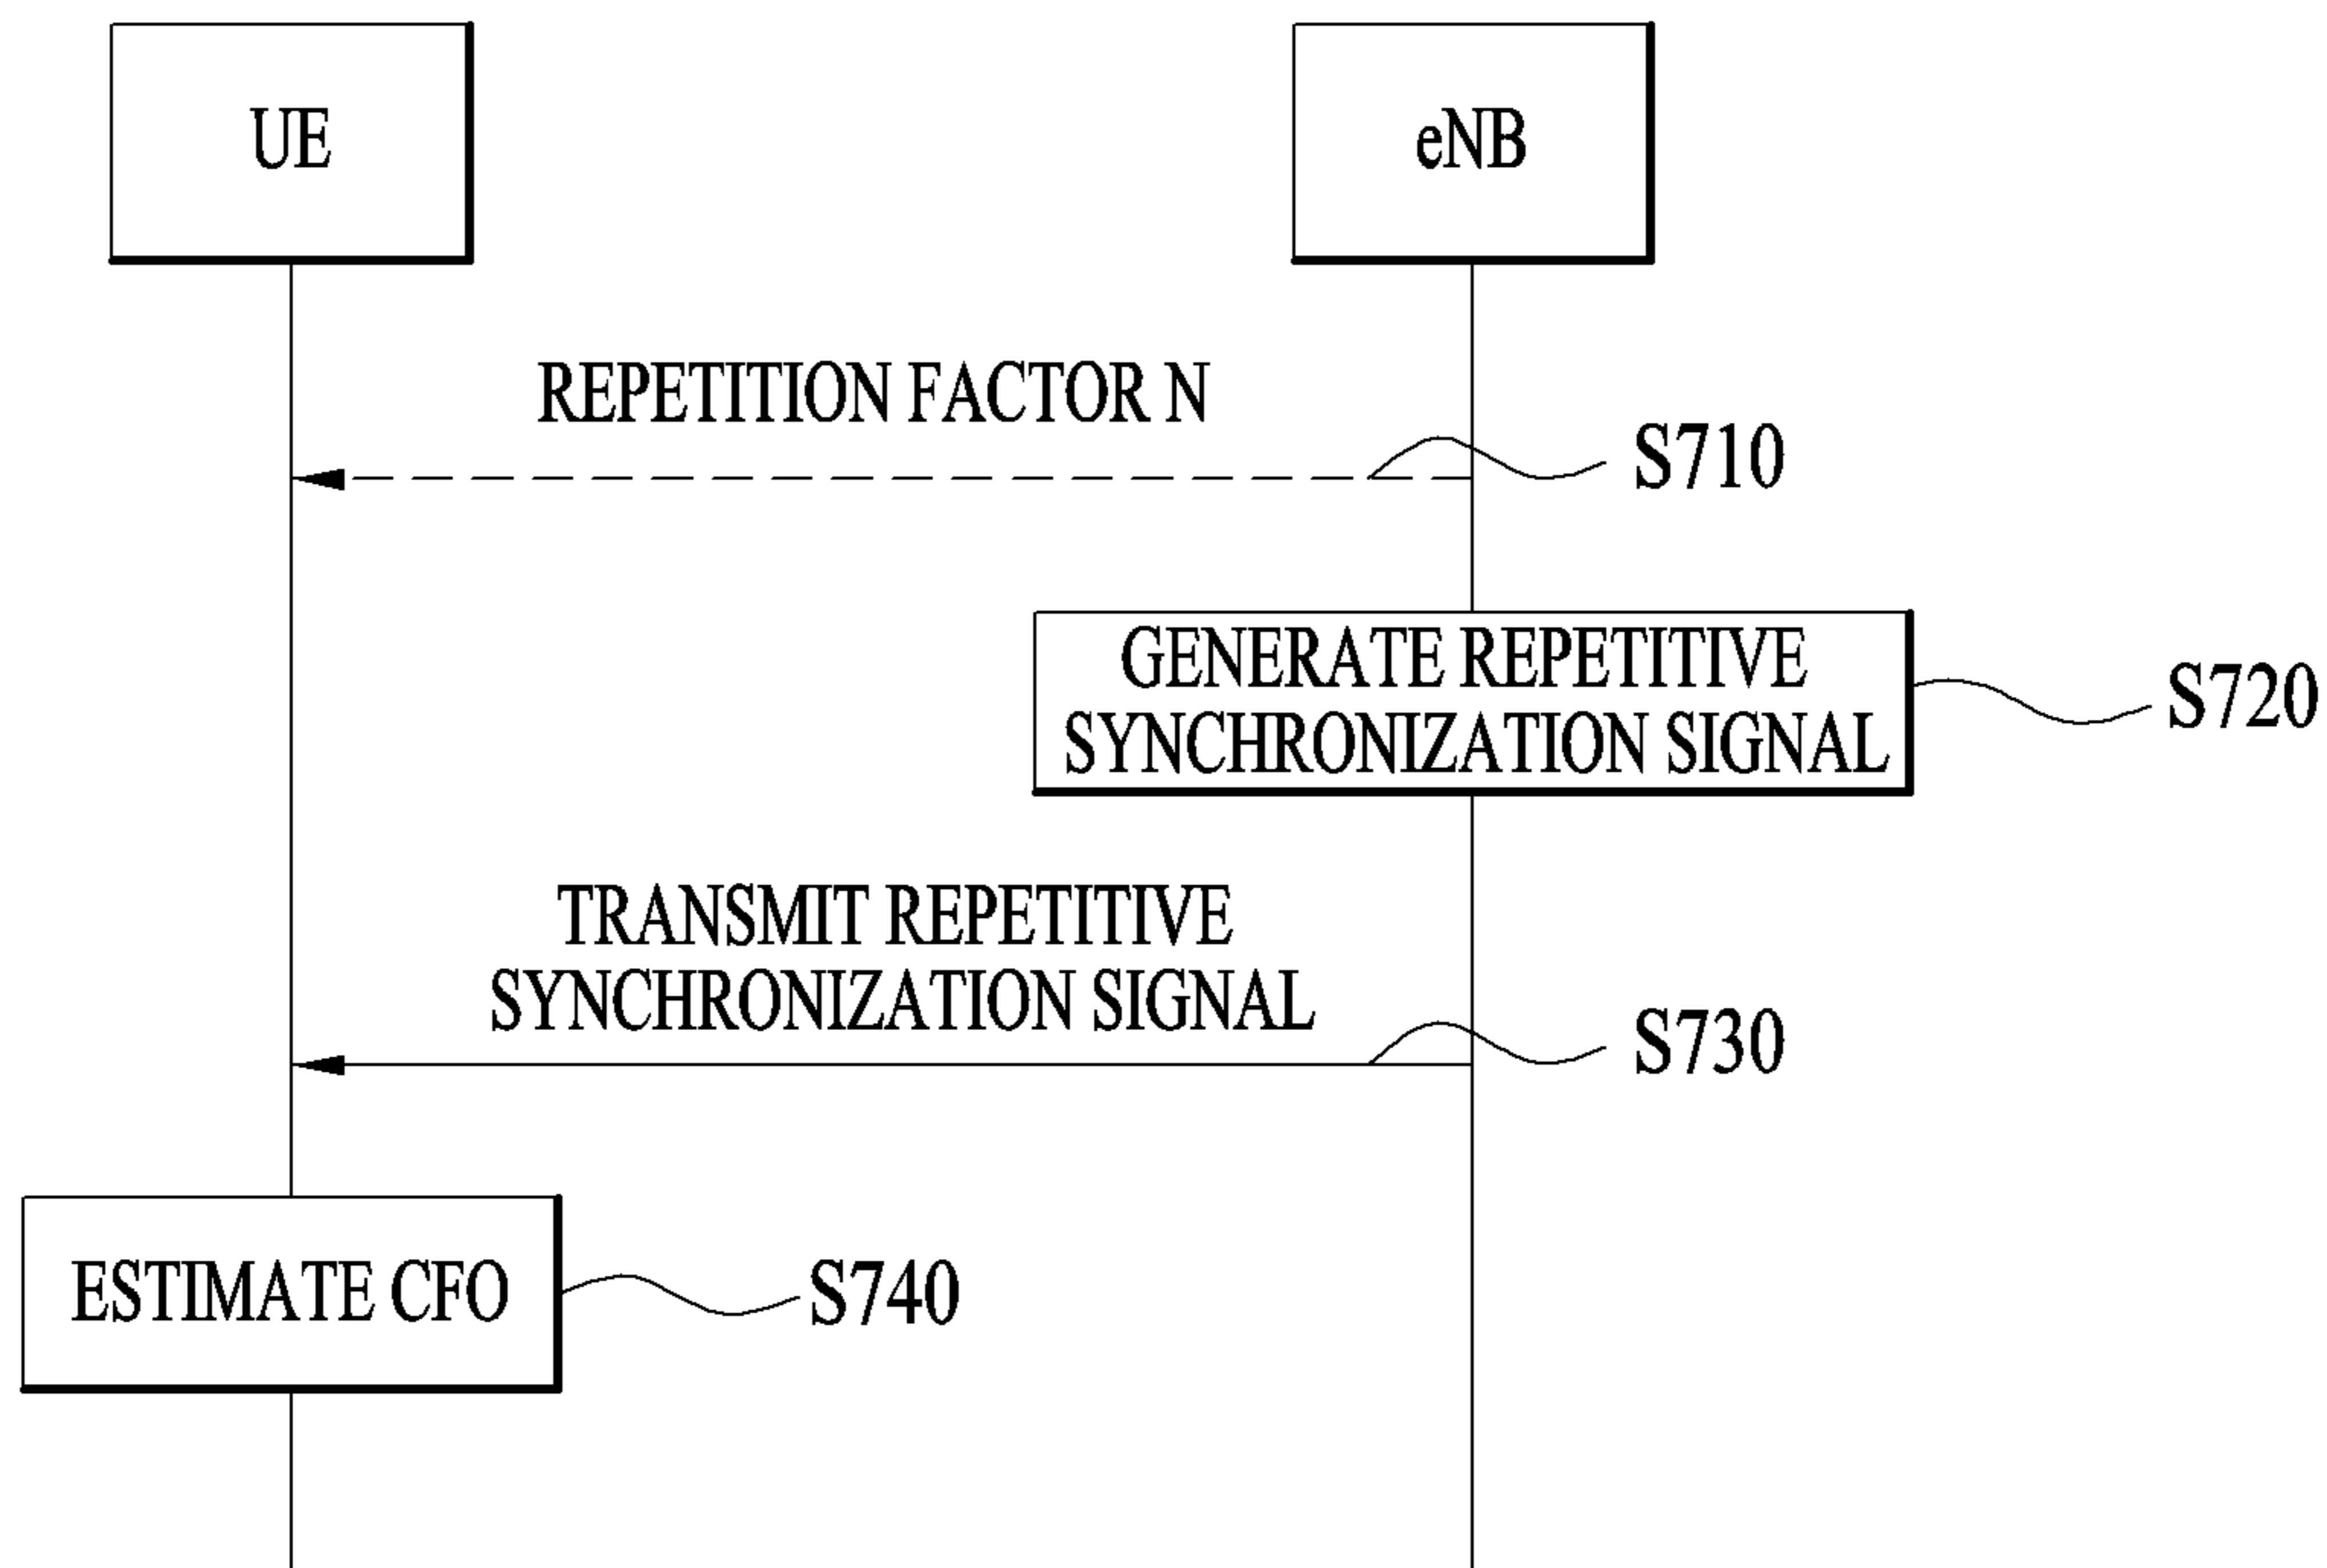 UE
eNB
REPETITION FACTOR N
S710
GENERATE REPETITIVE
SYNCHRONIZATION SIGNAL
S720
TRANSMIT REPETITIVE
SYNCHRONIZATION SIGNAL
S730
ESTIMATE CFO
S740